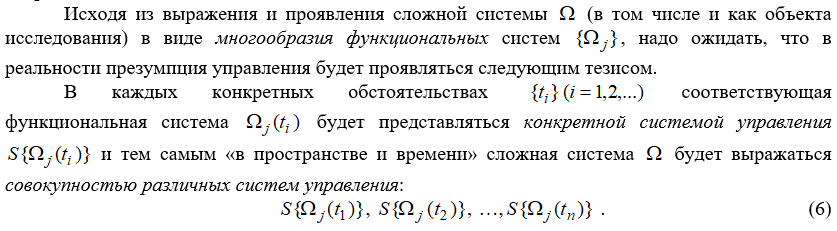 Исходя из выражения и проявления сложной системы Ω (в том числе и как объекта
исследования) в виде многообразия функциональных систем {Ω_j}, надо ожидать, что в
реальности презумпция управления будет проявляться следующим тезисом.
В каждых конкретных обстоятельствах {t_i} (i = 1,2,...) соответствующая
функциональная система Ω_j(t_i) будет представляться конкретной системой управления
S{Ω_j(t_i)} и тем самым «в пространстве и времени» сложная система Ω будет выражаться
совокупностью различных систем управления:
S{Ω_j(t_1)}, S{Ω_j(t_2)}, …, S{Ω_j(t_n)} . (6)